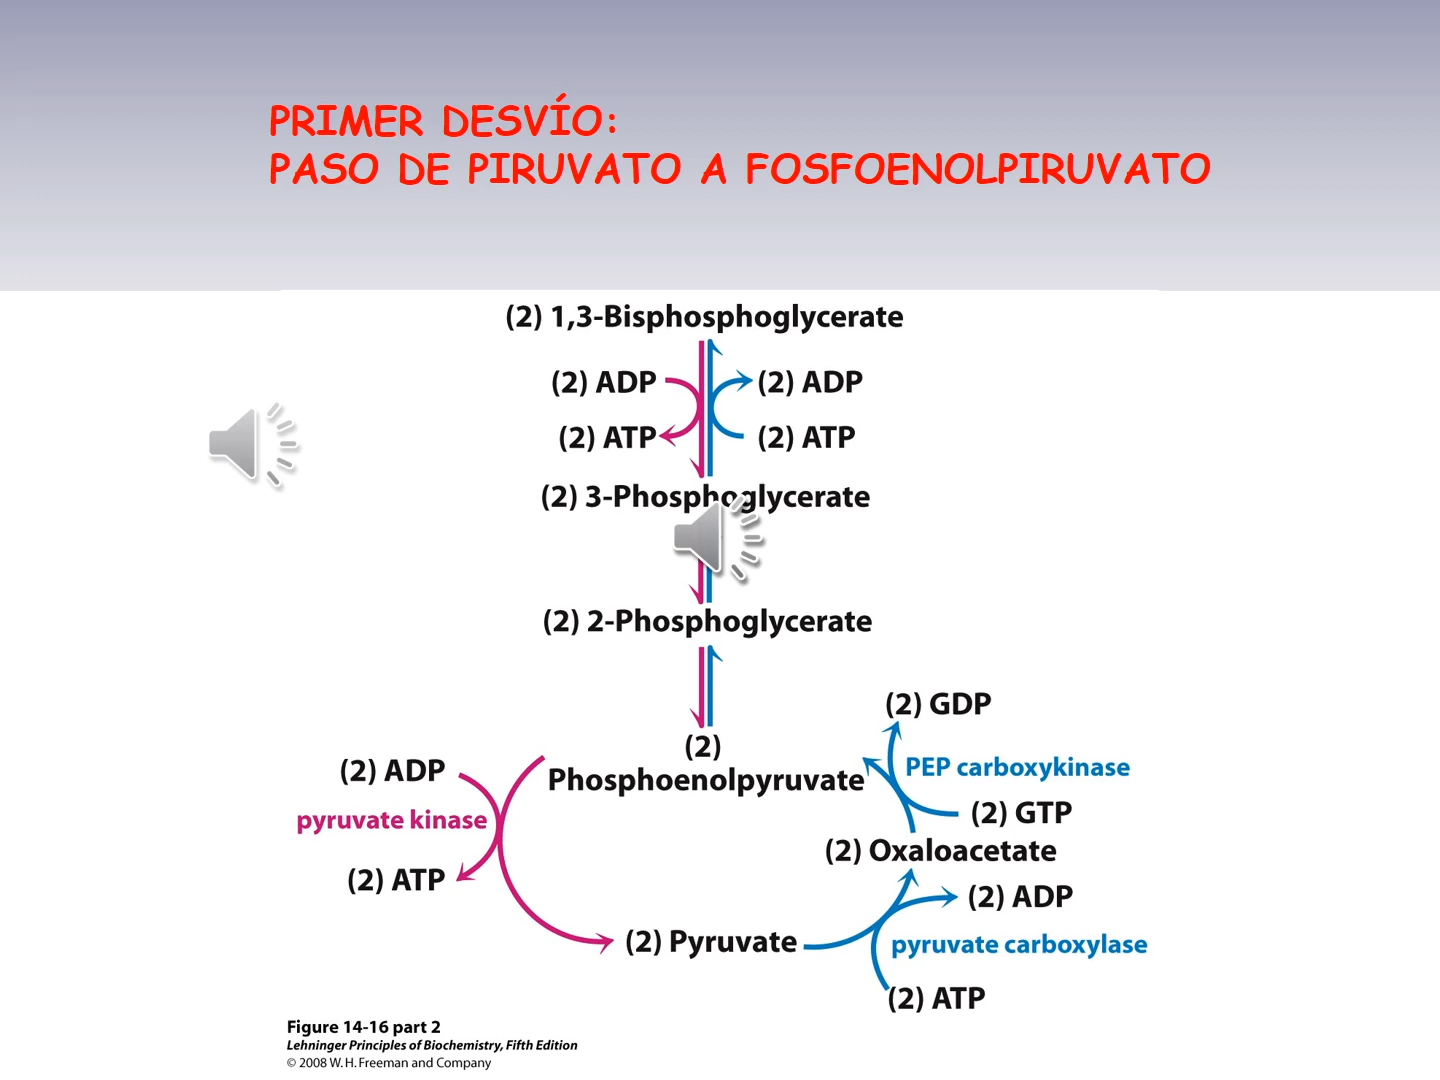 PRIMER DESVÍO:
PASO DE PIRUVATO A FOSFOENOLPIRUVATO
(2) 1,3-Bisphosphoglycerate
(2) ADP
(2) ADP
(2) ATP
(2) ATP
(2) 3-Phosphoglycerate
(2) 2-Phosphoglycerate
(2)
Phosphoenolpyruvate
(2) GDP
PEP carboxykinase
(2) GTP
(2) Oxaloacetate
(2) ADP
pyruvate kinase
(2) ATP
(2) Pyruvate
(2) ADP
pyruvate carboxylase
(2) ATP
Figure 14-16 part 2
Lehninger Principles of Biochemistry, Fifth Edition
© 2008 W. H. Freeman and Company